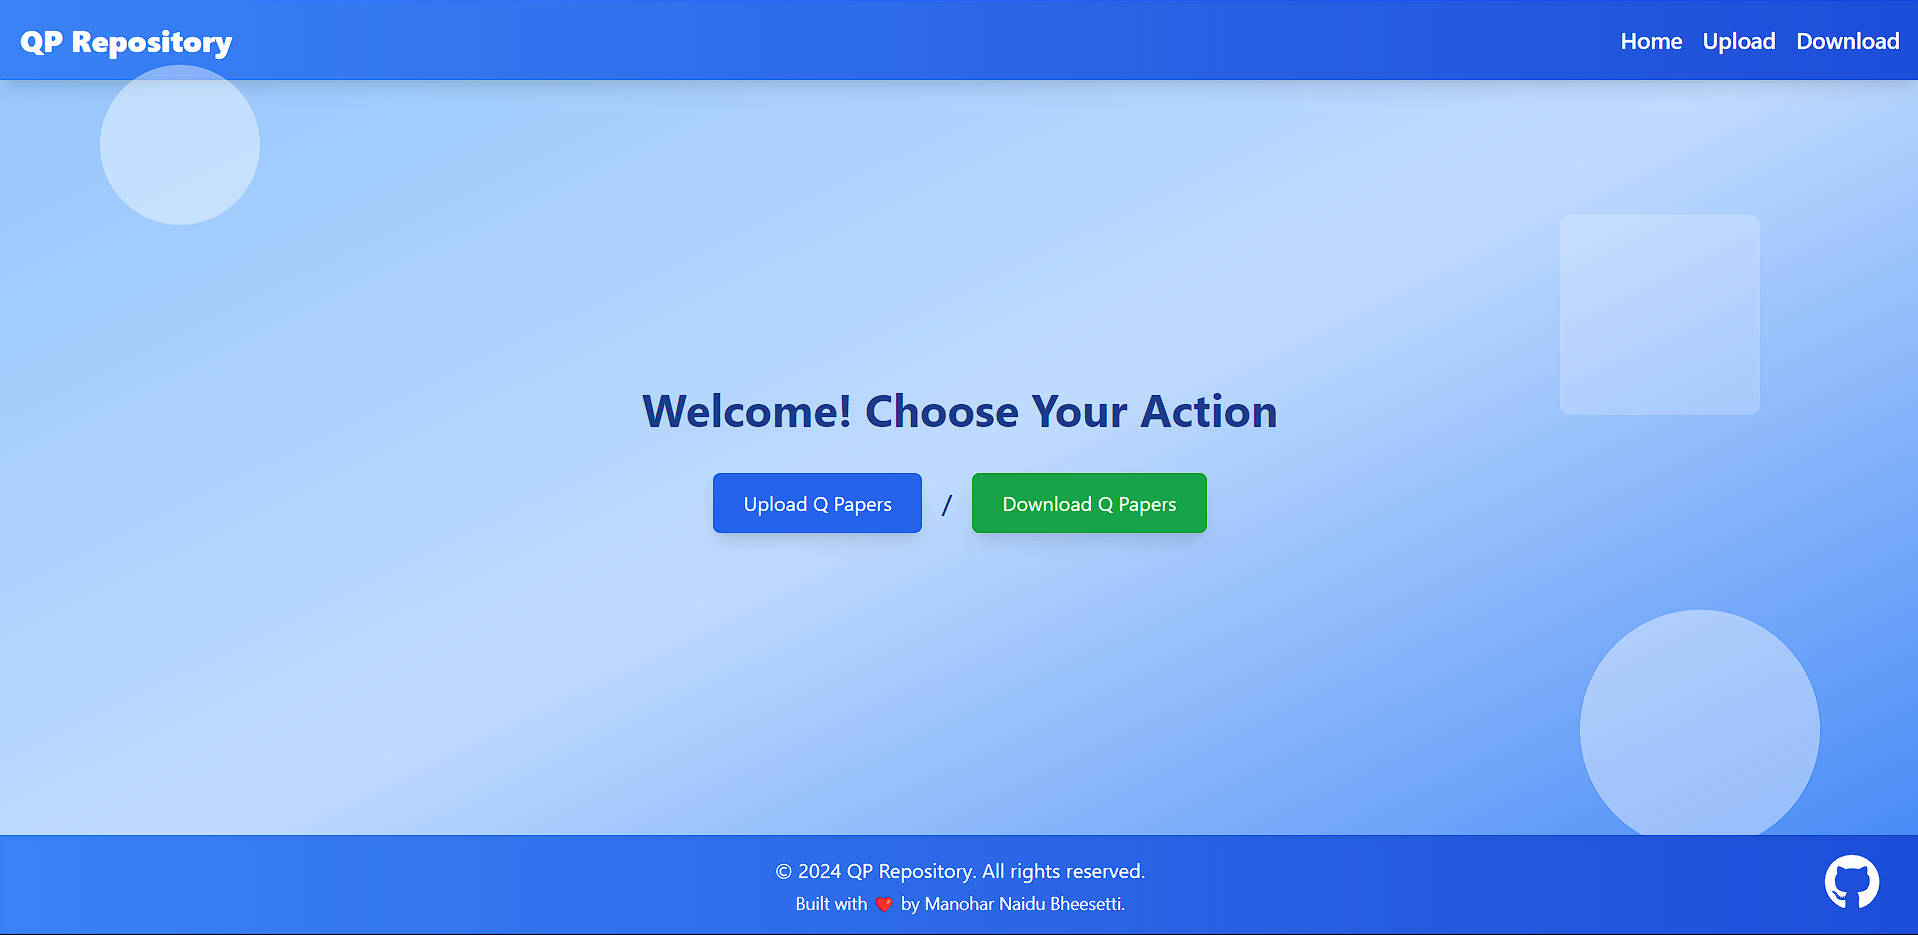 QP Repository
Home Upload Download
Welcome! Choose Your Action
Upload Q Papers / Download Q Papers
© 2024 QP Repository. All rights reserved.
Built with ❤️ by Manohar Naidu Bheesetti.